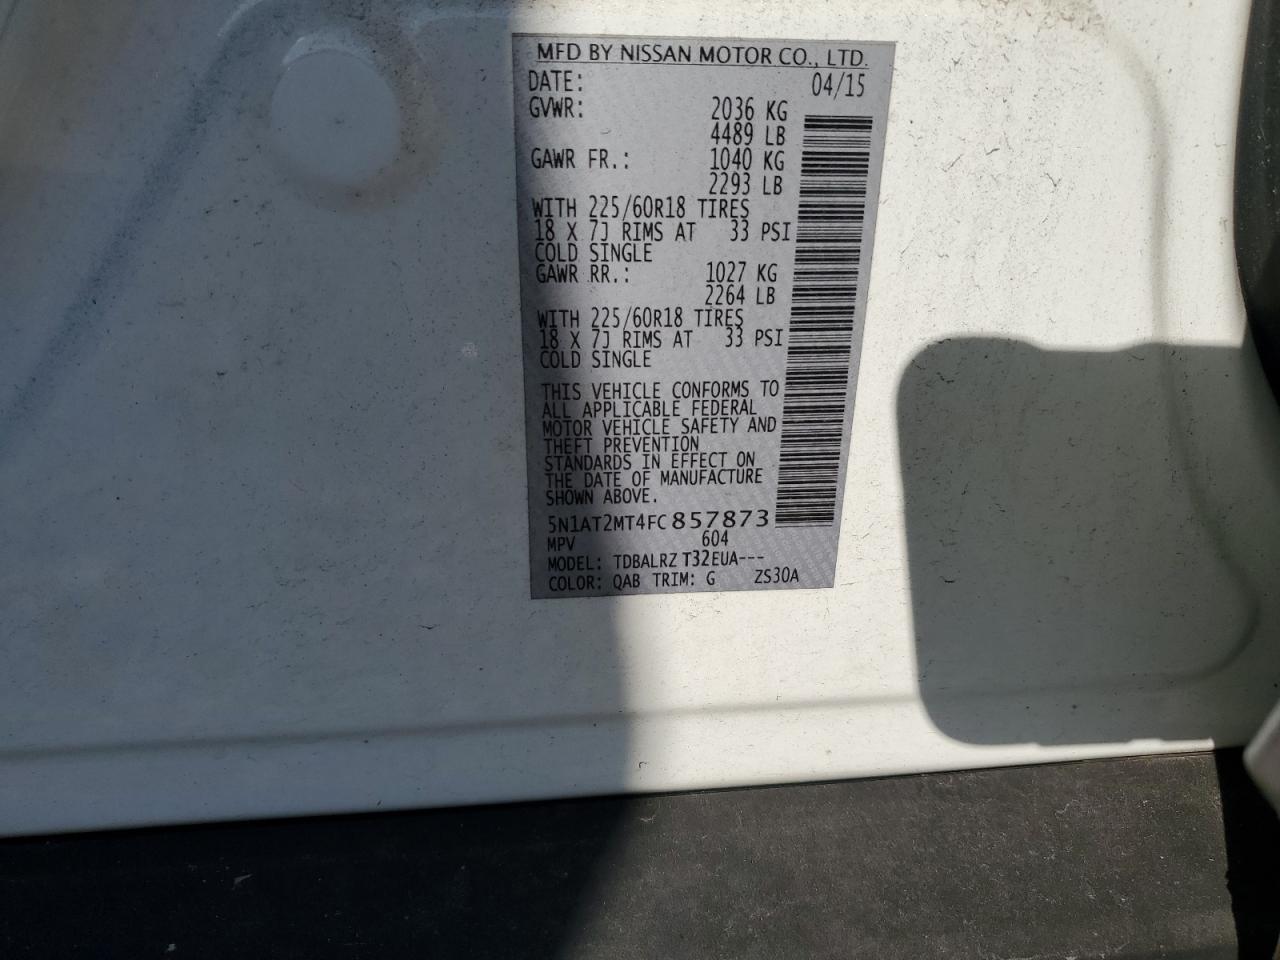 MFD BY NISSAN MOTOR CO., LTD.
DATE: 04/15
GVWR: 2036 KG
4489 LB
GAWR FR.: 1040 KG
2293 LB
WITH 225/60R18 TIRES
18 X 7J RIMS AT 33 PSI
COLD SINGLE
GAWR RR.: 1027 KG
2264 LB
WITH 225/60R18 TIRES
18 X 7J RIMS AT 33 PSI
COLD SINGLE
THIS VEHICLE CONFORMS TO
ALL APPLICABLE FEDERAL
MOTOR VEHICLE SAFETY AND
THEFT PREVENTION
STANDARDS IN EFFECT ON
THE DATE OF MANUFACTURE
SHOWN ABOVE.
5N1AT2MT4FC857873
MPV 604
MODEL: TDBALRZ T32EUA---
COLOR: QAB TRIM: G ZS30A